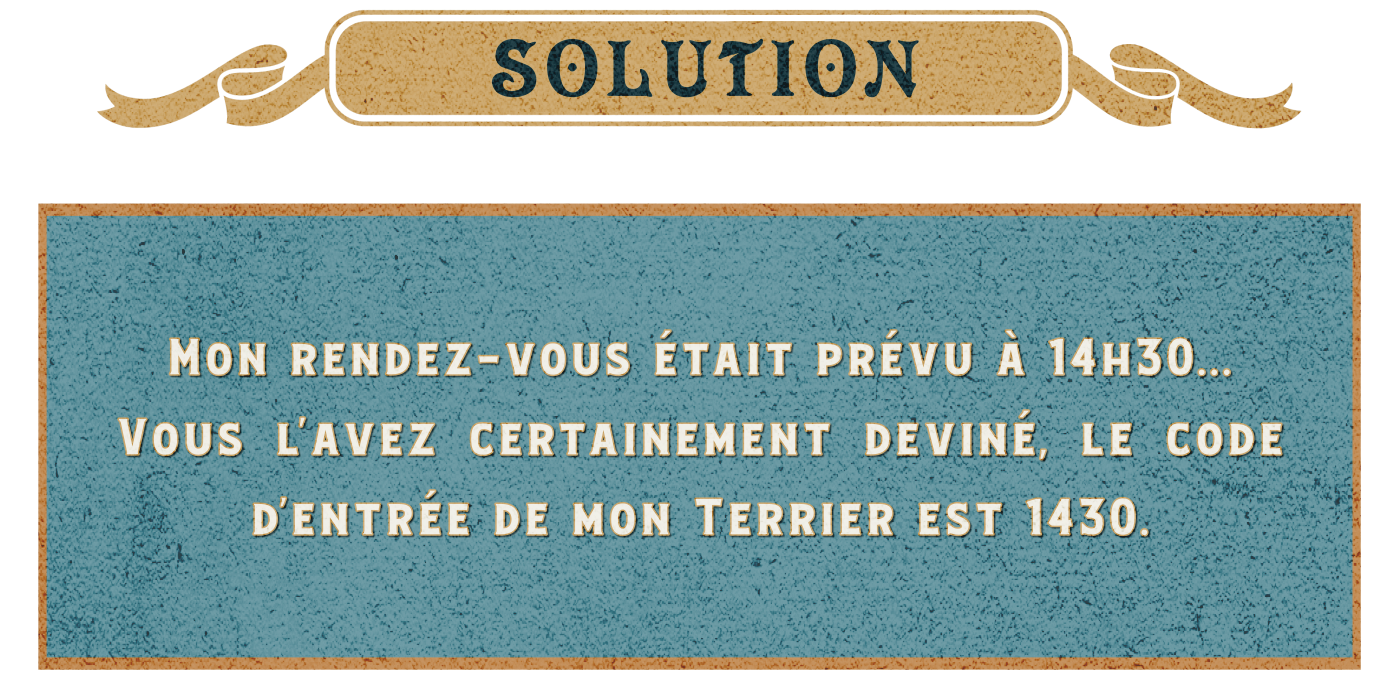 SOLUTION
Mon rendez-vous était prévu à 14h30...
Vous l'avez certainement deviné, le code
d'entrée de mon Terrier est 1430.